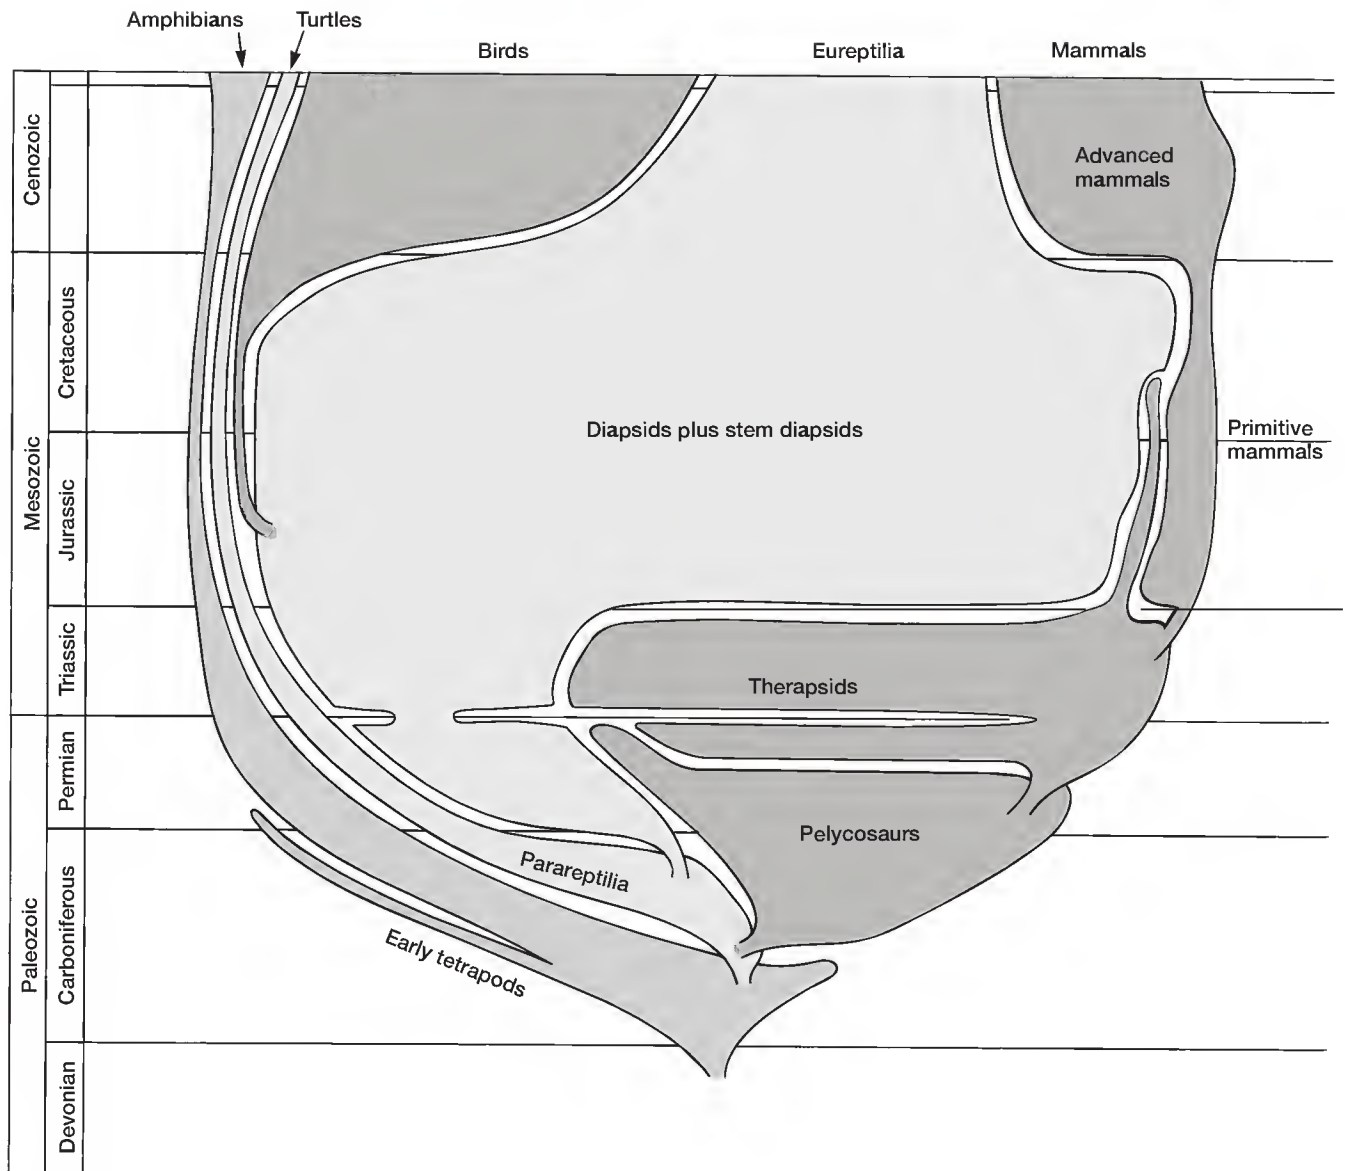 Amphibians
Turtles
Birds
Eureptilia
Mammals
Cenozoic
Advanced
mammals
Mesozoic
Cretaceous
Diapsids plus stem diapsids
Primitive
mammals
Jurassic
Triassic
Therapsids
Paleozoic
Permian
Pelycosaurs
Parareptilia
Carboniferous
Early tetrapods
Devonian